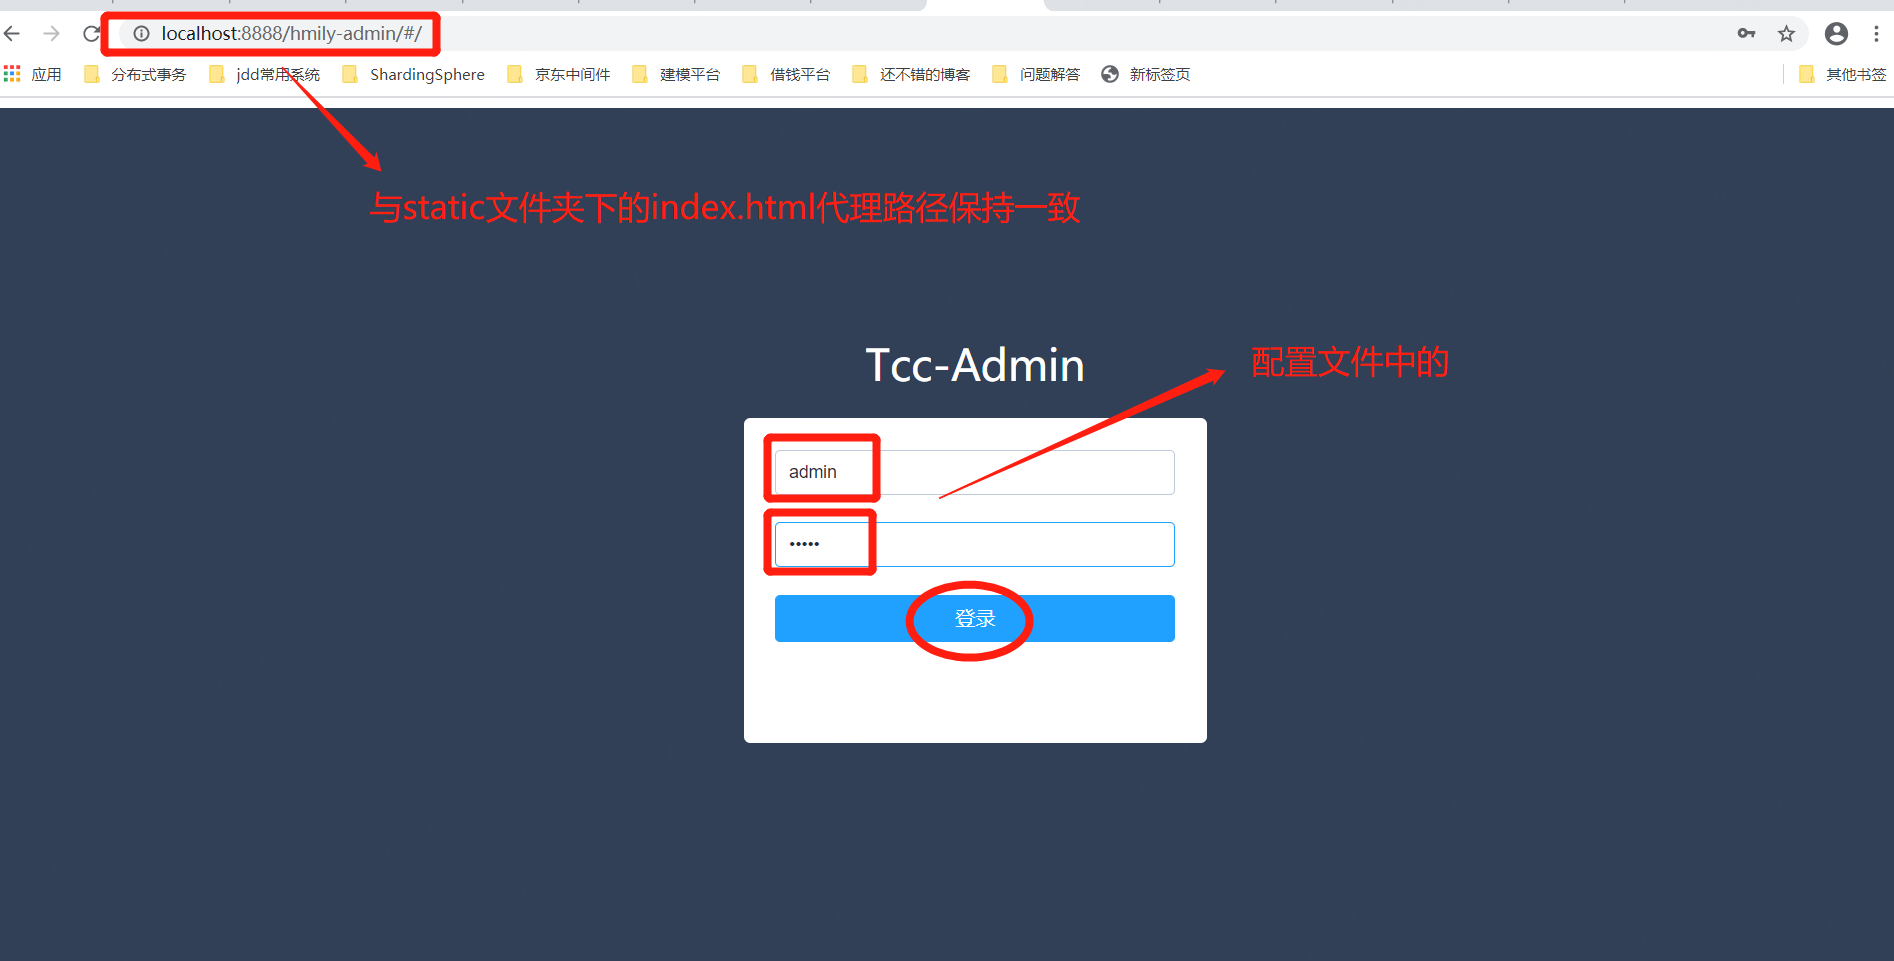 localhost:8888/hmily-admin/#/
应用 分布式事务 jdd常用系统 ShardingSphere 京东中间件 建模平台 借钱平台 还不错的博客 问题解答 新标签页 其他书签
与static文件夹下的index.html代理路径保持一致
Tcc-Admin
配置文件中的
admin
•••••
登录